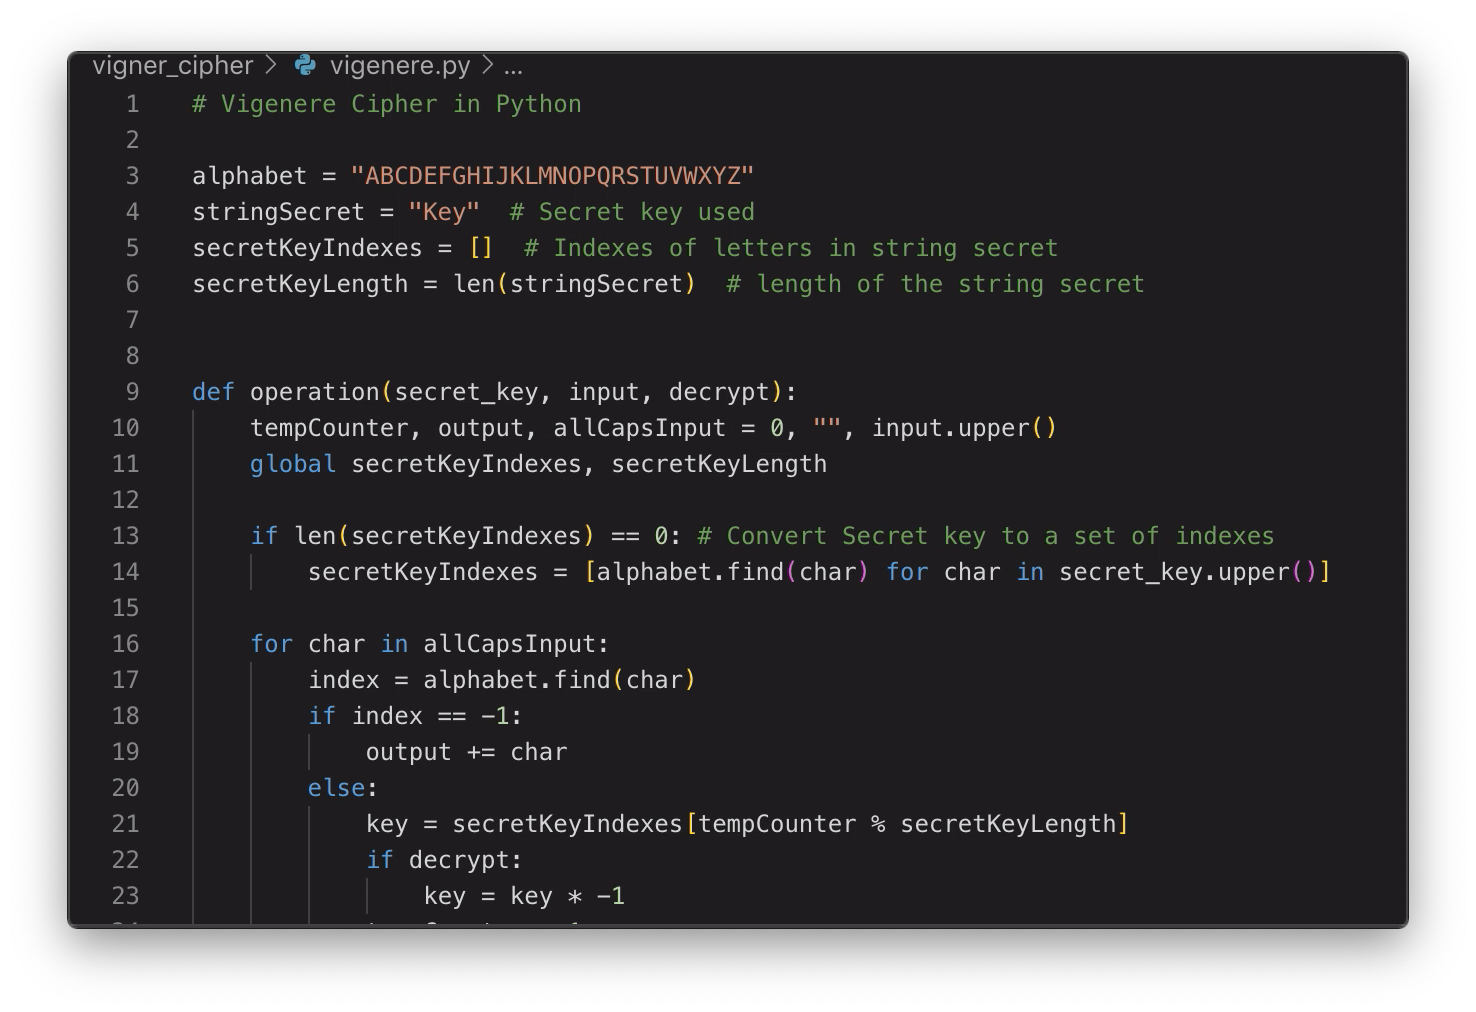 vigner_cipher > vigenere.py > ...
1 # Vigenere Cipher in Python
2
3 alphabet = "ABCDEFGHIJKLMNOPQRSTUVWXYZ"
4 stringSecret = "Key"  # Secret key used
5 secretKeyIndexes = []  # Indexes of letters in string secret
6 secretKeyLength = len(stringSecret)  # length of the string secret
7
8
9 def operation(secret_key, input, decrypt):
10     tempCounter, output, allCapsInput = 0, "", input.upper()
11     global secretKeyIndexes, secretKeyLength
12
13     if len(secretKeyIndexes) == 0: # Convert Secret key to a set of indexes
14         secretKeyIndexes = [alphabet.find(char) for char in secret_key.upper()]
15
16     for char in allCapsInput:
17         index = alphabet.find(char)
18         if index == -1:
19             output += char
20         else:
21             key = secretKeyIndexes[tempCounter % secretKeyLength]
22             if decrypt:
23                 key = key * -1